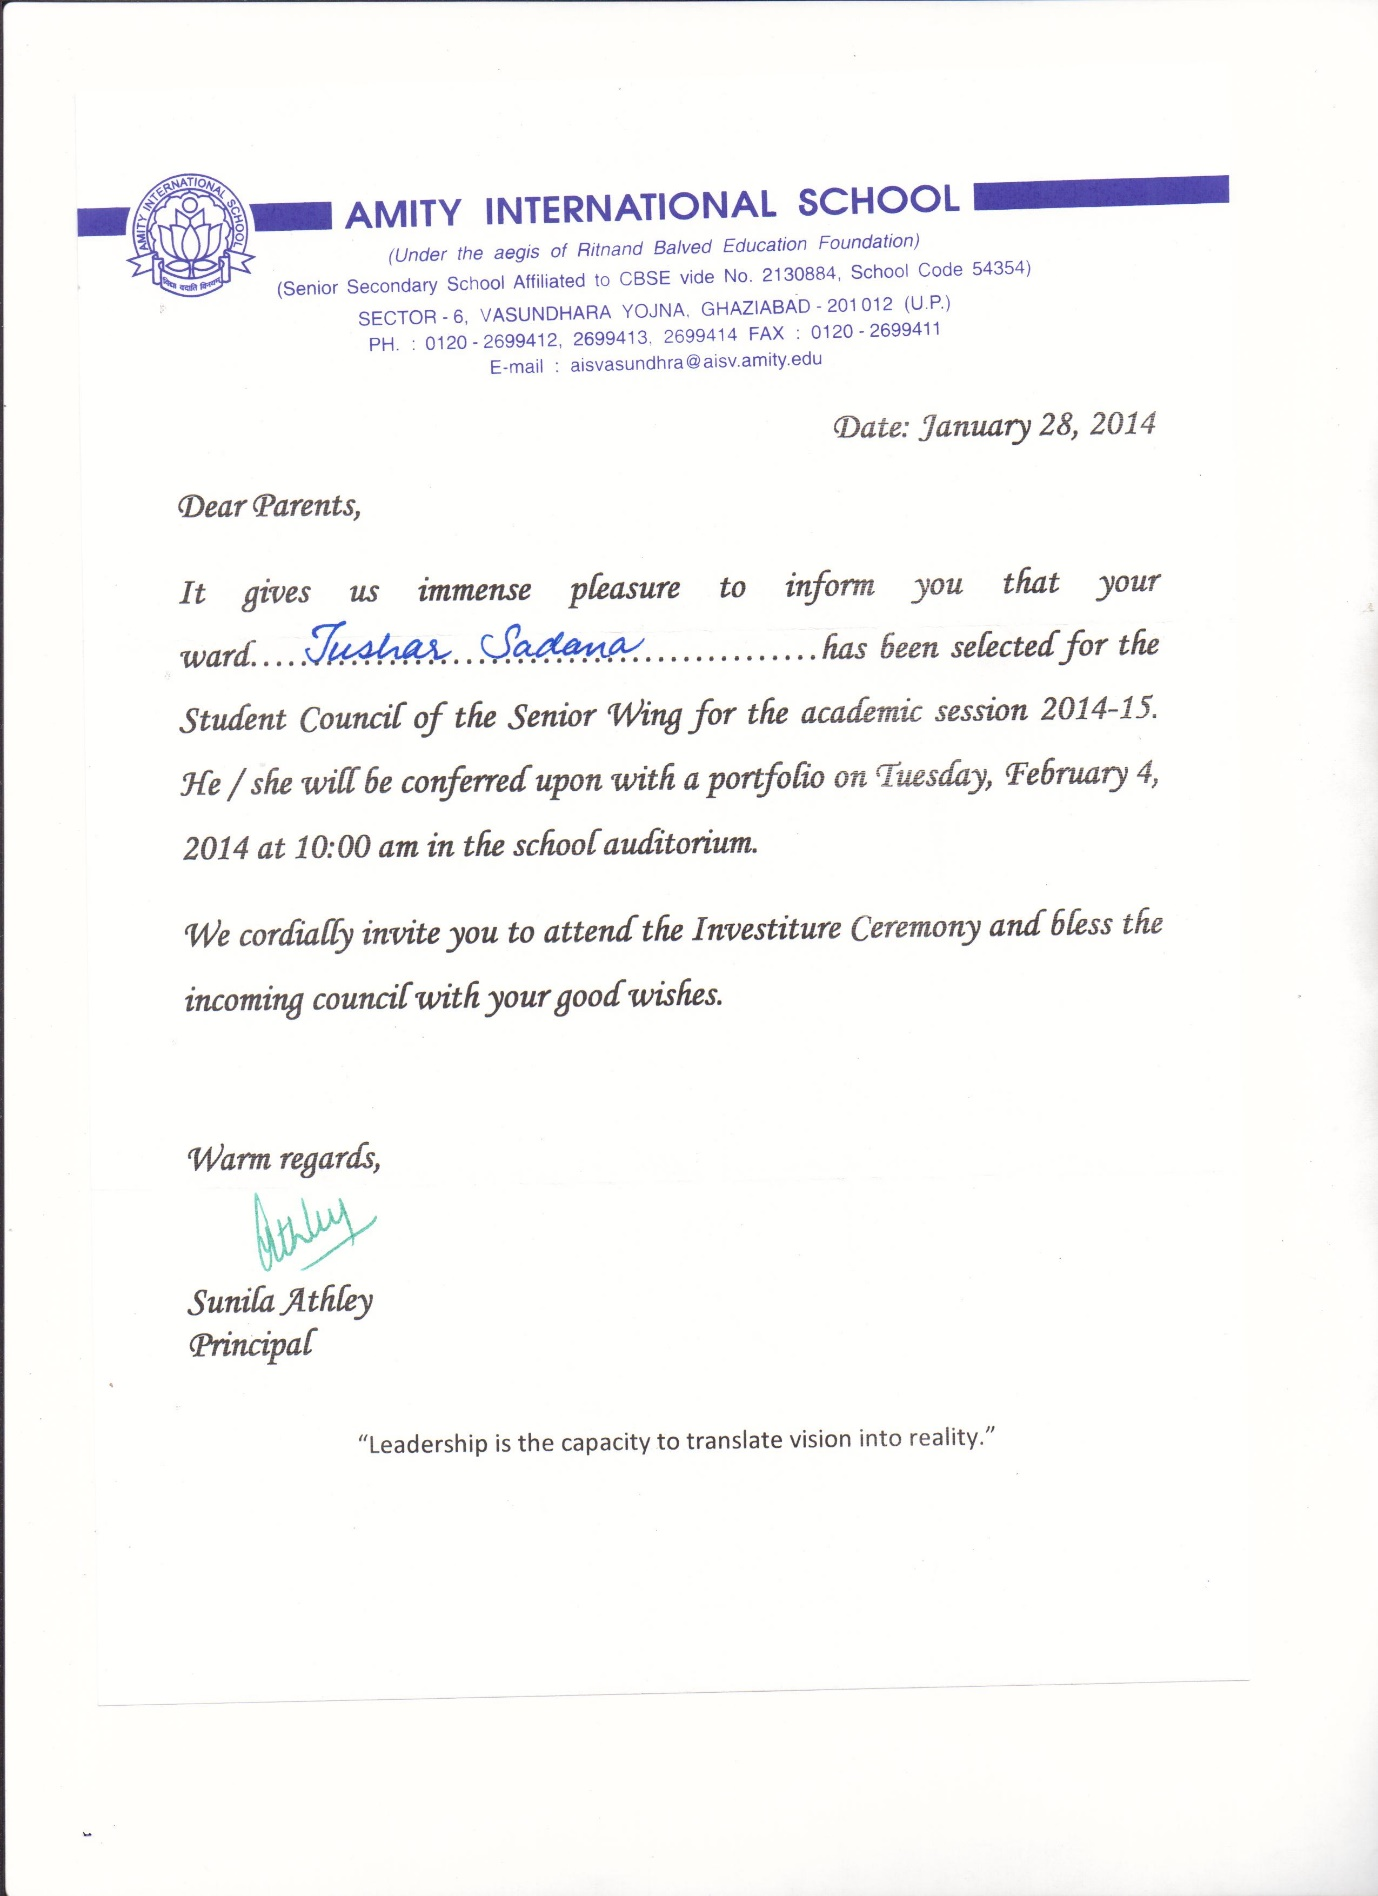 AMITY INTERNATIONAL SCHOOL
AMITY INTERNATIONAL SCHOOL
(Under the aegis of Ritnand Balved Education Foundation)
(Senior Secondary School Affiliated to CBSE vide No. 2130884, School Code 54354)
SECTOR - 6, VASUNDHARA YOJNA, GHAZIABAD - 201 012 (U.P.)
PH. : 0120 - 2699412, 2699413, 2699414 FAX : 0120 - 2699411
E-mail : aisvasundhra@aisv.amity.edu
Date: January 28, 2014
Dear Parents,
It gives us immense pleasure to inform you that your
ward.....Tushar Sadana.............has been selected for the
Student Council of the Senior Wing for the academic session 2014-15.
He / she will be conferred upon with a portfolio on Tuesday, February 4,
2014 at 10:00 am in the school auditorium.
We cordially invite you to attend the Investiture Ceremony and bless the
incoming council with your good wishes.
Warm regards,
Athley
Sunila Athley
Principal
“Leadership is the capacity to translate vision into reality.”